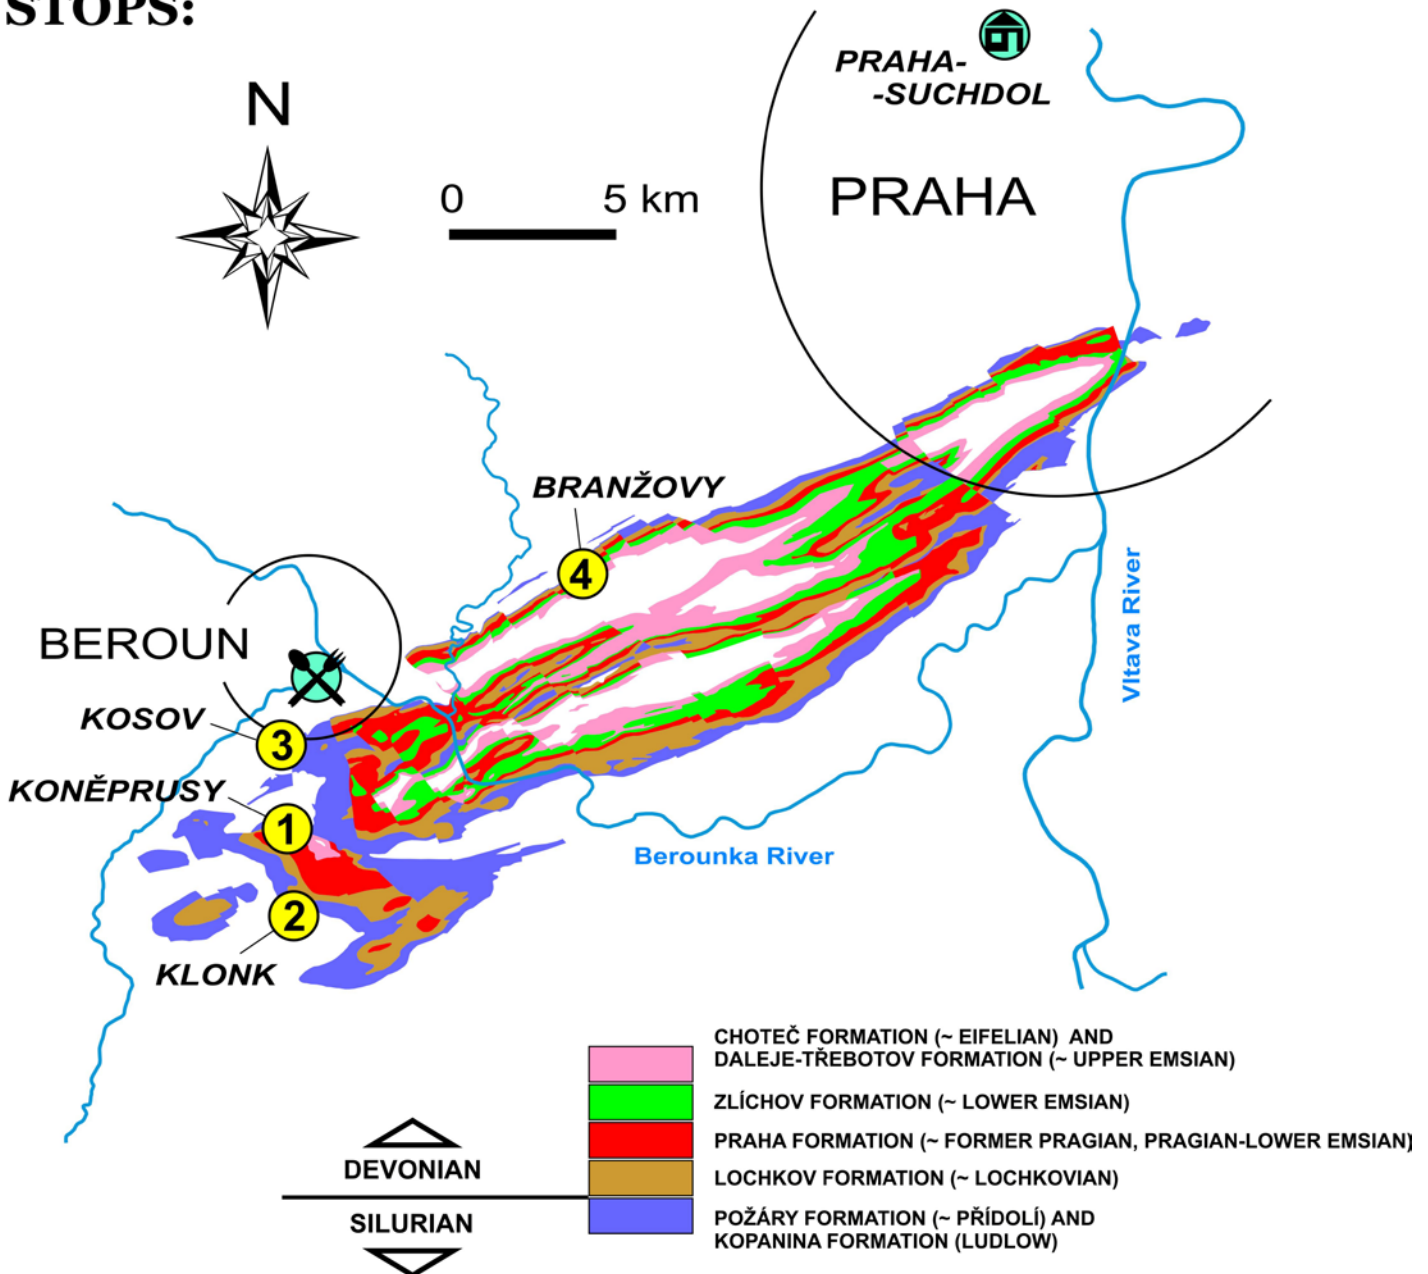 STOPS:
N
0 5 km
PRAHA-
-SUCHDOL
PRAHA
BRANŽOVY
4
BEROUN
KOSOV
3
KONĚPRUSY
1
2
KLONK
Vltava River
Berounka River
CHOTEČ FORMATION (~ EIFELIAN) AND
DALEJE-TŘEBOTOV FORMATION (~ UPPER EMSIAN)
ZLÍCHOV FORMATION (~ LOWER EMSIAN)
PRAHA FORMATION (~ FORMER PRAGIAN, PRAGIAN-LOWER EMSIAN)
LOCHKOV FORMATION (~ LOCHKOVIAN)
POŽÁRY FORMATION (~ PŘÍDOLÍ) AND
KOPANINA FORMATION (LUDLOW)
DEVONIAN
SILURIAN